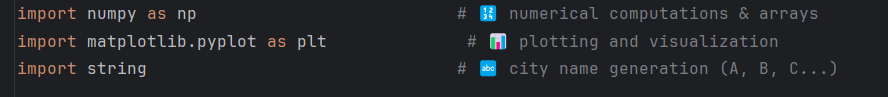 import numpy as np # 🔢 numerical computations & arrays
import matplotlib.pyplot as plt # 📊 plotting and visualization
import string # 🔤 city name generation (A, B, C...)